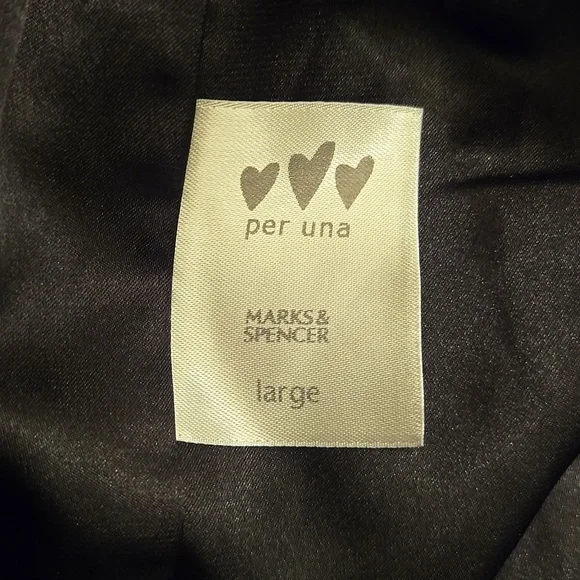 per una
MARKS &
SPENCER
large